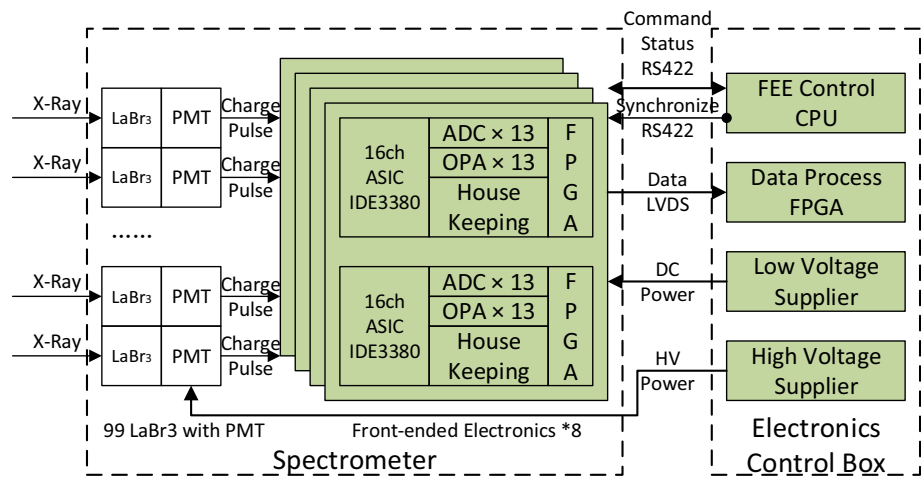 Command
Status
RS422
X-Ray
LaBr3
PMT
Charge
Pulse
X-Ray
LaBr3
PMT
Charge
Pulse
......
X-Ray
LaBr3
PMT
Charge
Pulse
X-Ray
LaBr3
PMT
Charge
Pulse
16ch
ASIC
IDE3380
ADC × 13
OPA × 13
House
Keeping
F
P
G
A
16ch
ASIC
IDE3380
ADC × 13
OPA × 13
House
Keeping
F
P
G
A
Synchronize
RS422
Data
LVDS
DC
Power
HV
Power
FEE Control
CPU
Data Process
FPGA
Low Voltage
Supplier
High Voltage
Supplier
99 LaBr3 with PMT
Front-ended Electronics *8
Spectrometer
Electronics
Control Box